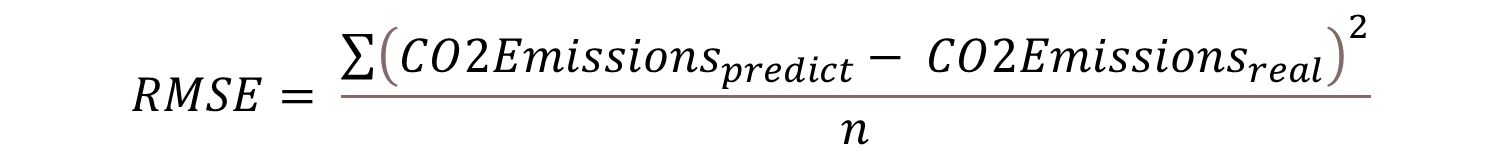 RMSE = ∑(CO2Emissions_predict − CO2Emissions_real)²
n